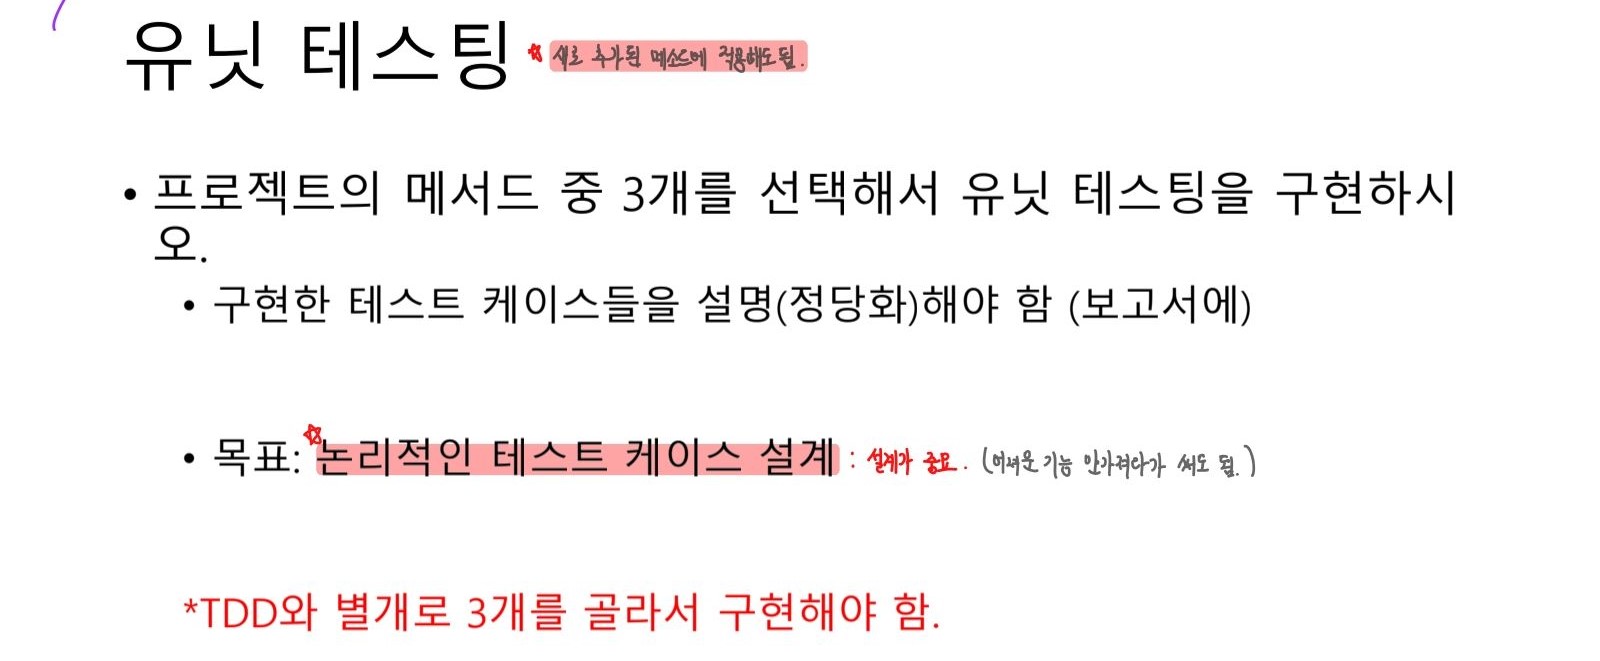 유닛 테스팅 새로 추가된 메소드에 적용해도 됨.
• 프로젝트의 메서드 중 3개를 선택해서 유닛 테스팅을 구현하시
오.
• 구현한 테스트 케이스들을 설명(정당화)해야 함 (보고서에)
• 목표: 논리적인 테스트 케이스 설계 : 설계가 중요. (어려운 기능 안가져다가 써도 됨.)
*TDD와 별개로 3개를 골라서 구현해야 함.